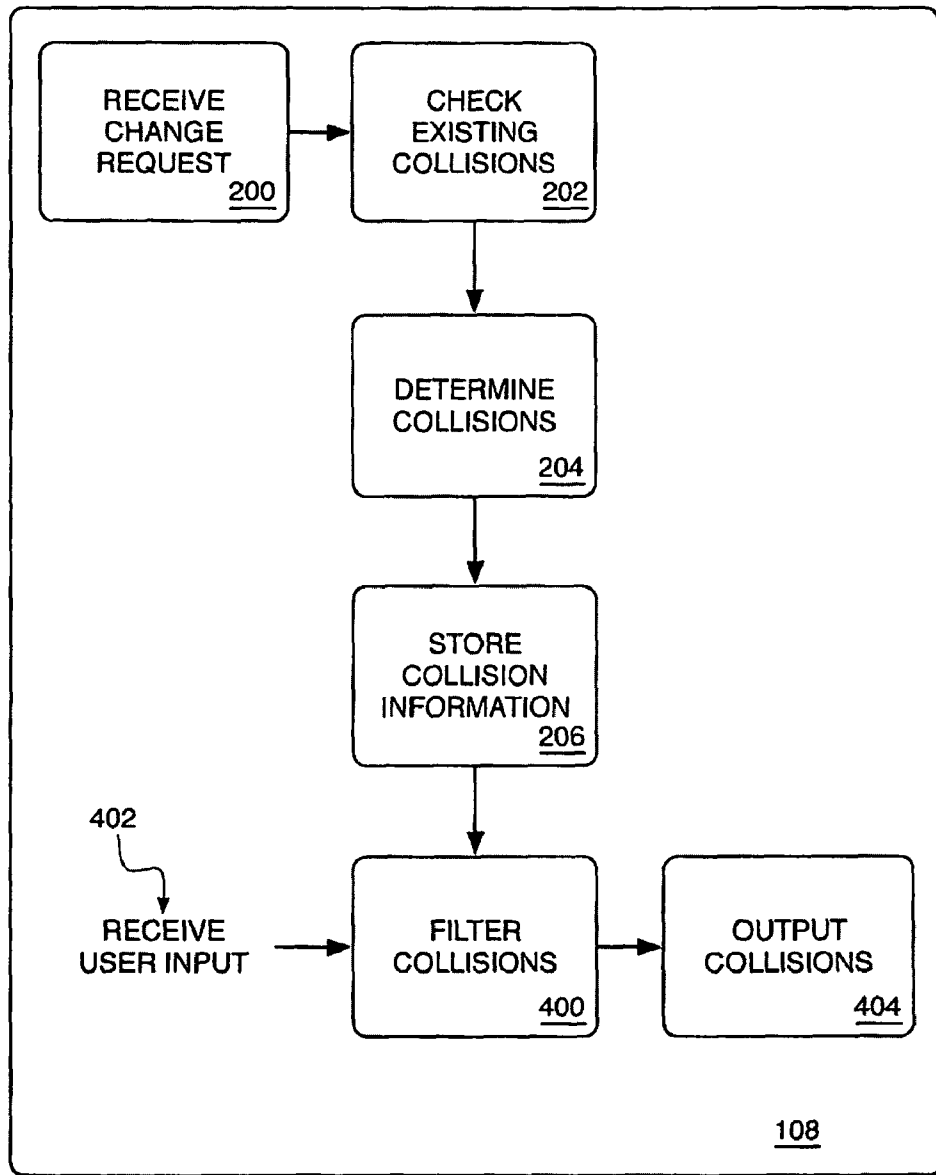 RECEIVE
CHANGE
REQUEST
200
CHECK
EXISTING
COLLISIONS
202
DETERMINE
COLLISIONS
204
STORE
COLLISION
INFORMATION
206
402
RECEIVE
USER INPUT
FILTER
COLLISIONS
400
OUTPUT
COLLISIONS
404
108